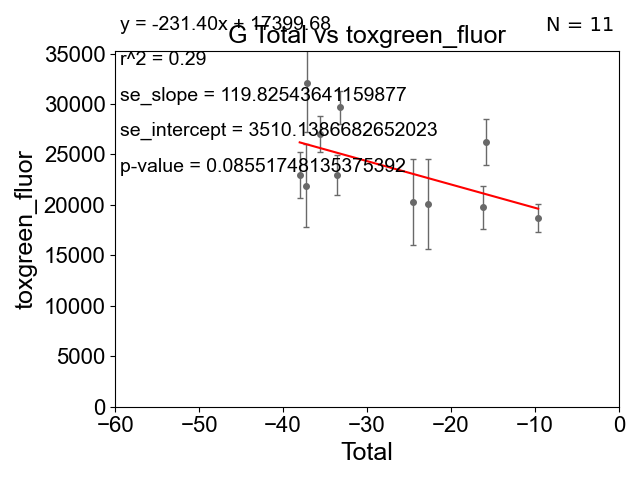 y = -231.40x + 17399.68
G Total vs toxgreen_fluor
N = 11
r^2 = 0.29
se_slope = 119.82543641159877
se_intercept = 3510.1386682652023
p-value = 0.08551748135375392
35000
30000
25000
20000
15000
10000
5000
0
toxgreen_fluor
−60 −50 −40 −30 −20 −10 0
Total